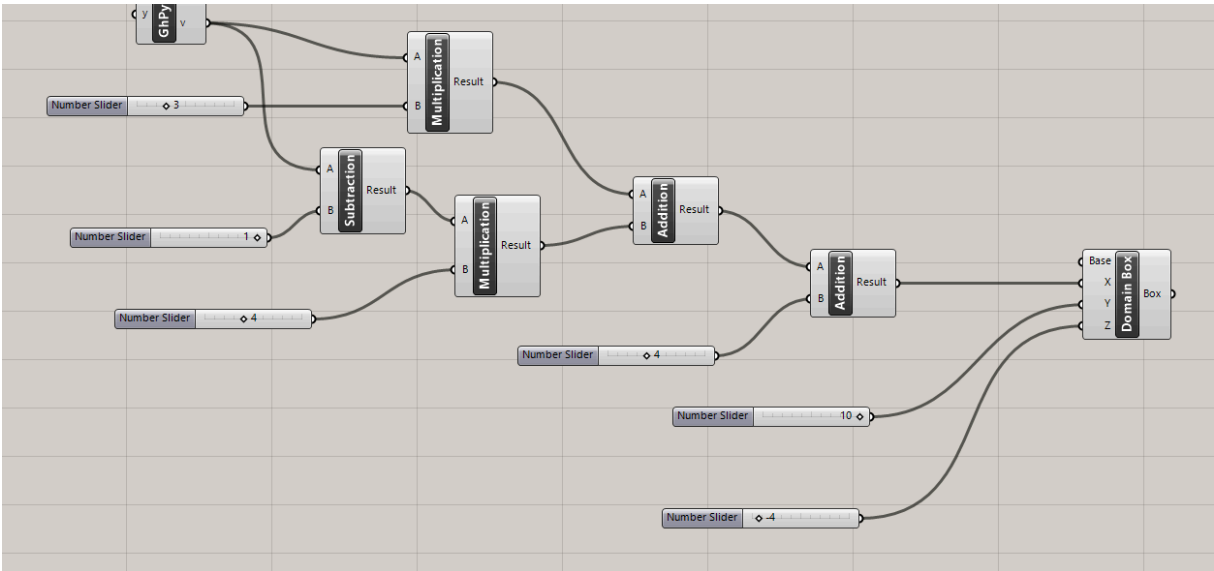 y
GhPy
v
A
Multiplication
Result
B
Number Slider
3
A
Subtraction
Result
B
Number Slider
1
A
Multiplication
Result
B
Number Slider
4
A
Addition
Result
B
A
Addition
Result
B
Number Slider
4
Base
X
Y
Z
Domain Box
Box
Number Slider
10
Number Slider
-4